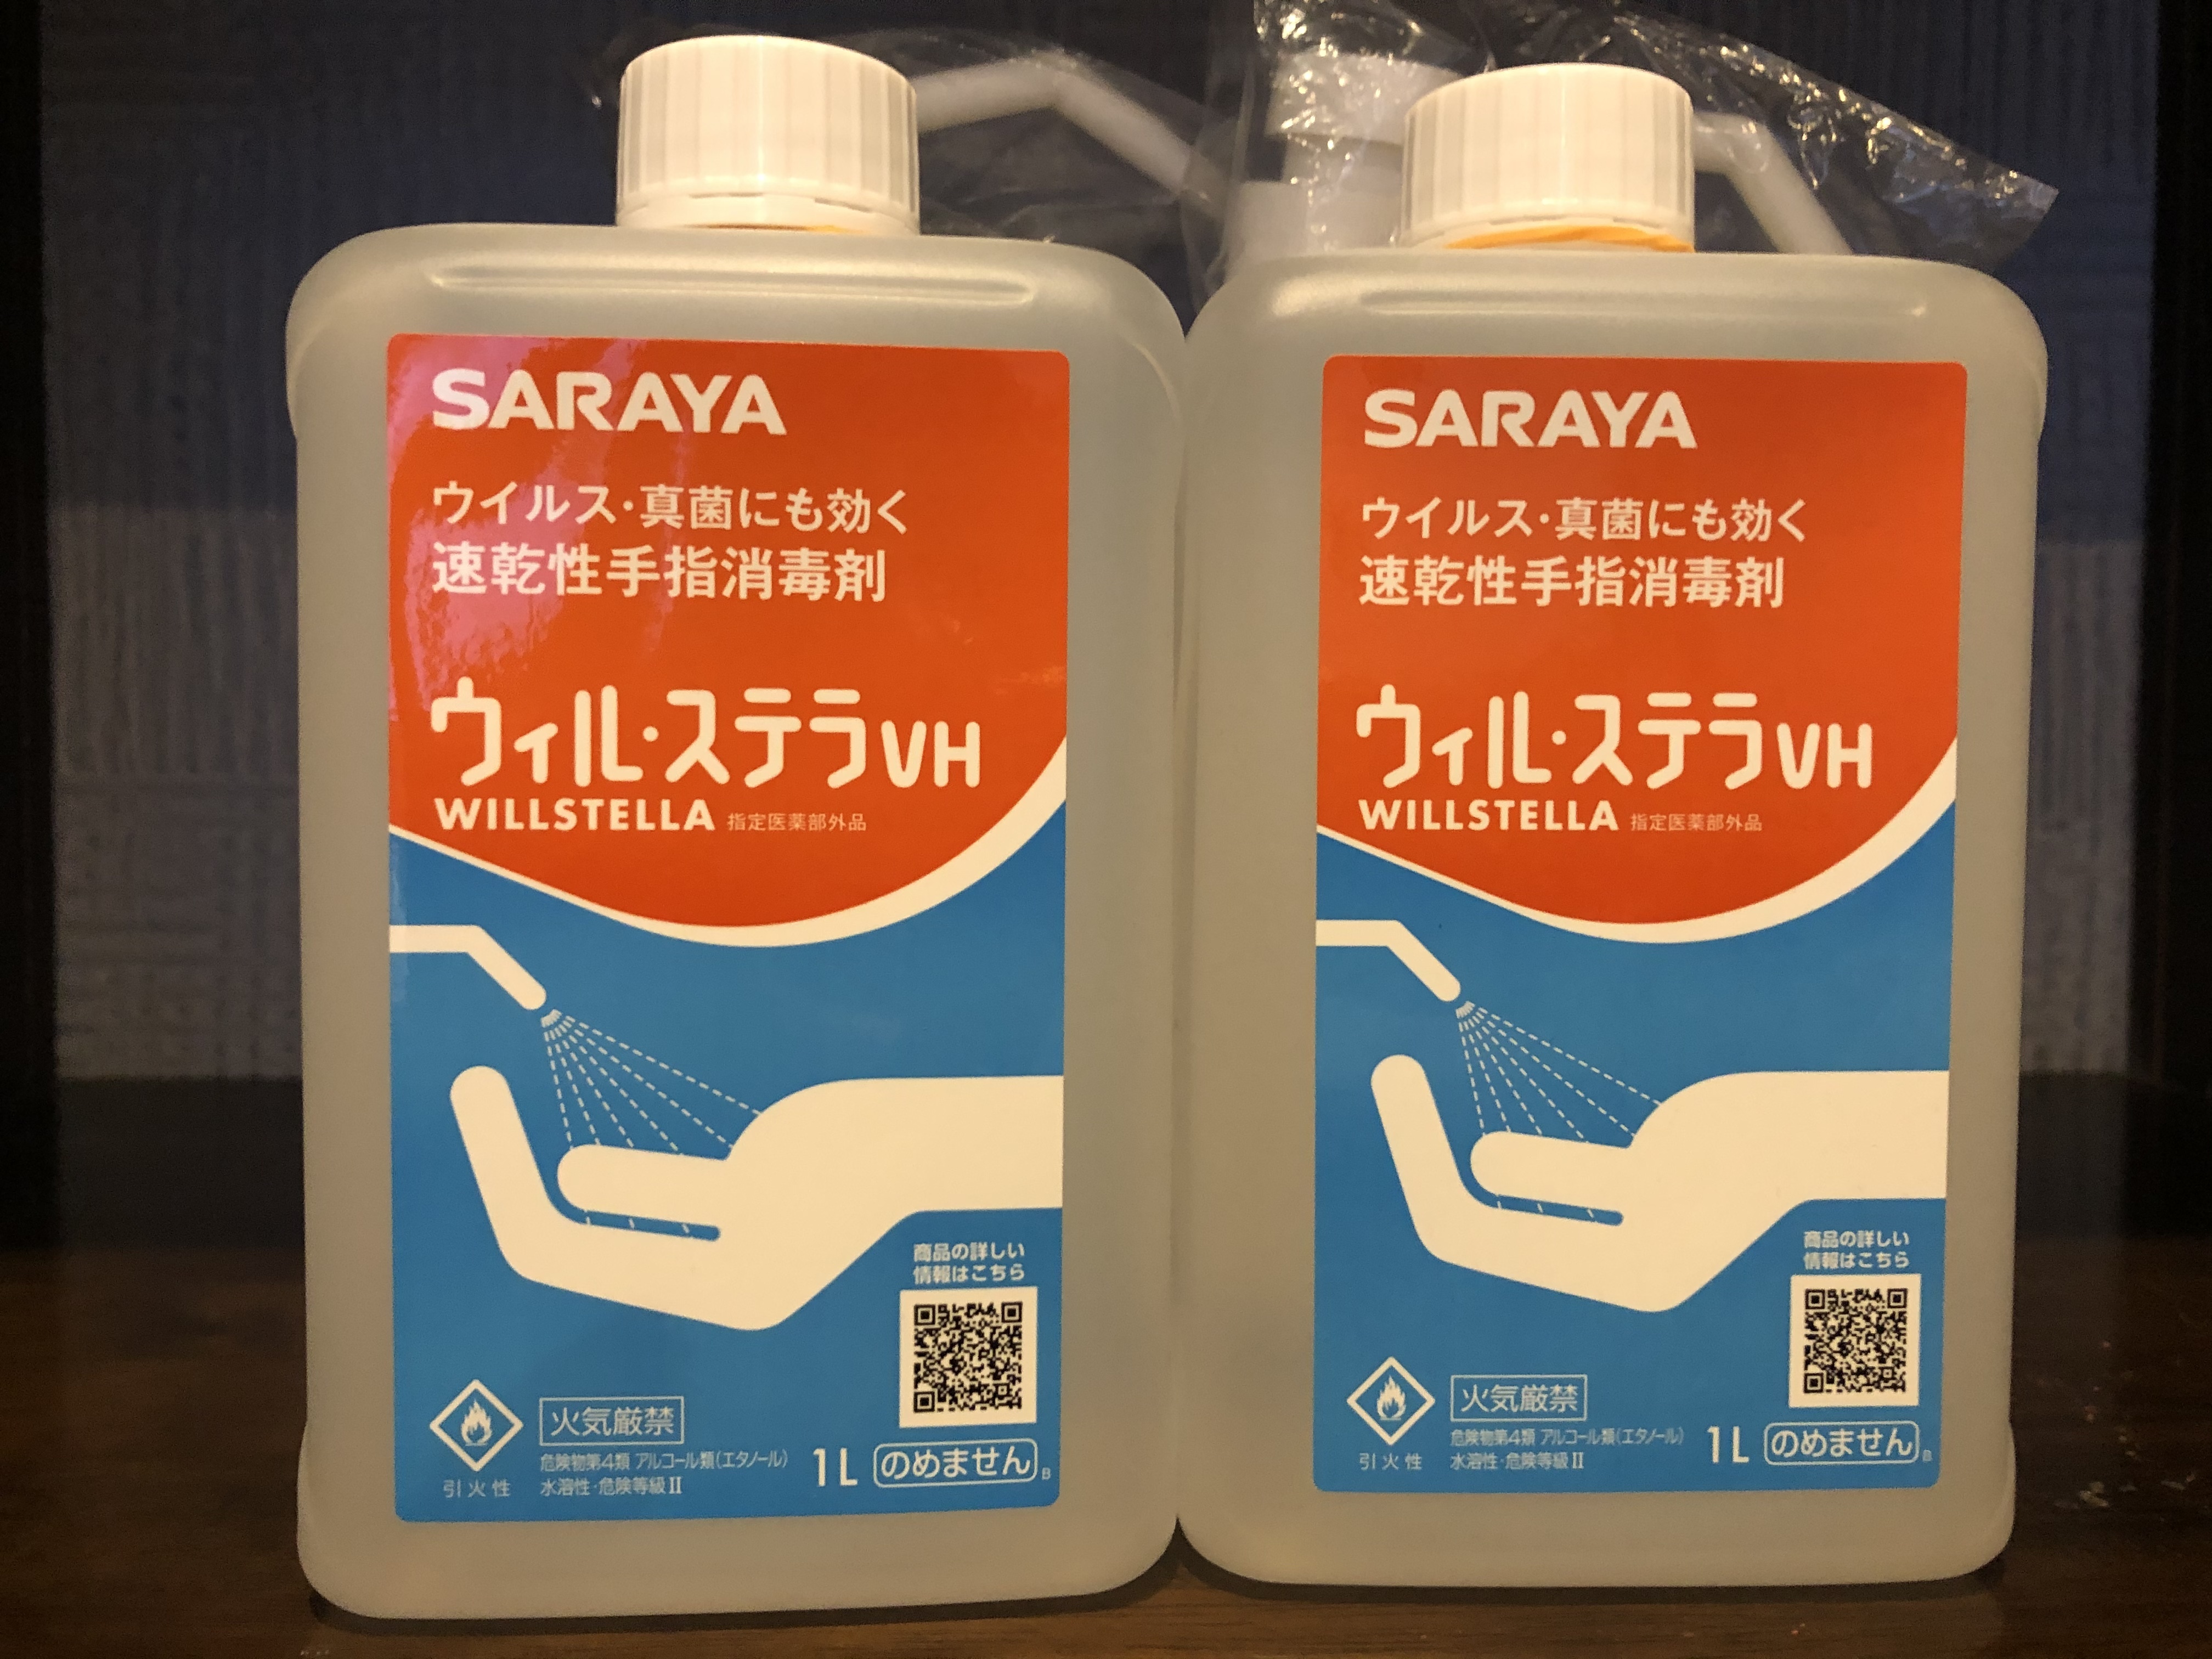 SARAYA
ウイルス・真菌にも効く
速乾性手指消毒剤
ウィル・ステラVH
WILLSTELLA 指定医薬部外品
商品の詳しい
情報はこちら
火気厳禁
危険物第4類 アルコール類(エタノール)
水溶性・危険等級Ⅱ
引火性
1L
のめません
B
SARAYA
ウイルス・真菌にも効く
速乾性手指消毒剤
ウィル・ステラVH
WILLSTELLA 指定医薬部外品
商品の詳しい
情報はこちら
火気厳禁
危険物第4類 アルコール類(エタノール)
水溶性・危険等級Ⅱ
引火性
1L
のめません
B